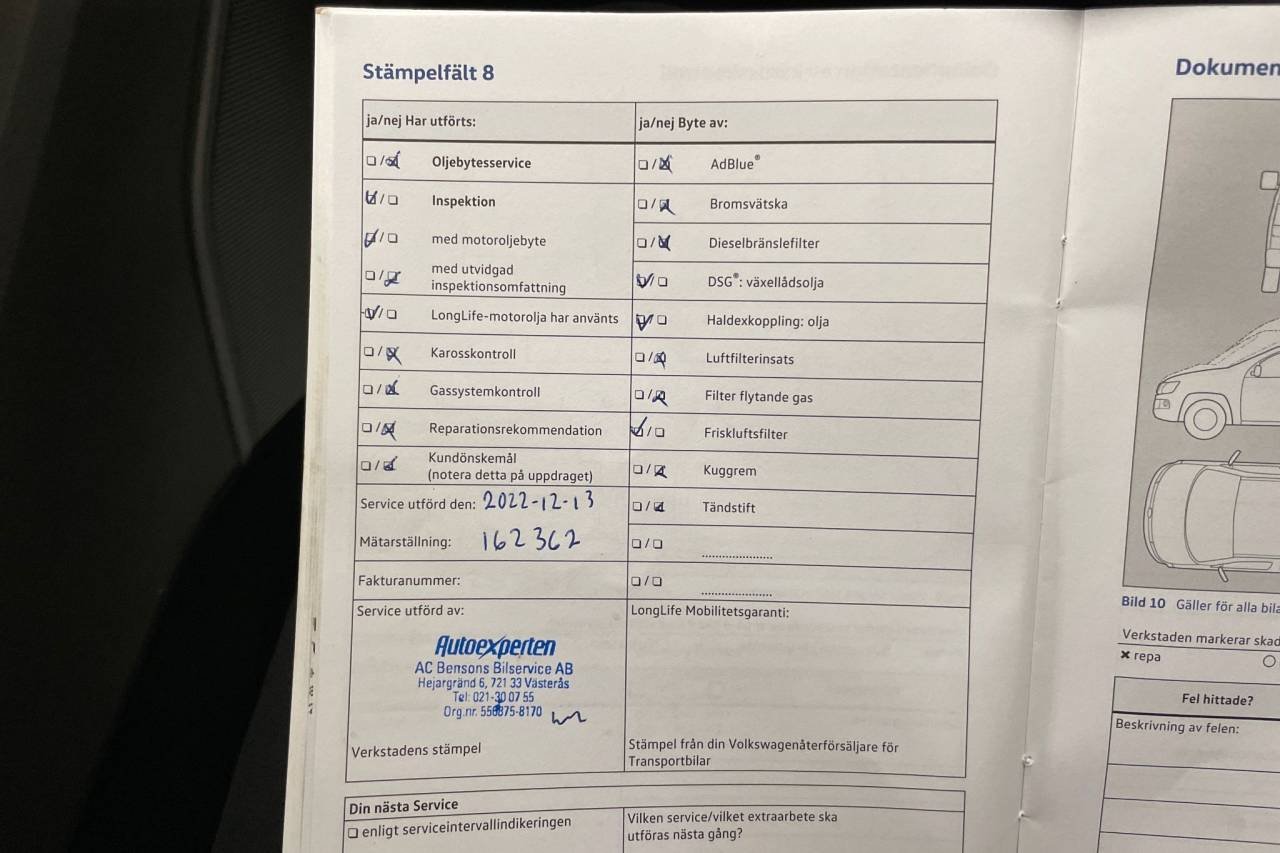 Stämpelfält 8
ja/nej Har utförts:
❏ / ❏ Oljebytesservice
❏ / ❏ Inspektion
❏ / ❏ med motoroljebyte
❏ / ❏ med utvidgad
inspektionsomfattning
❏ / ❏ LongLife-motorolja har använts
❏ / ❏ Karosskontroll
❏ / ❏ Gassystemkontroll
❏ / ❏ Reparationsrekommendation
❏ / ❏ Kundönskemål
(notera detta på uppdraget)
Service utförd den: 2022-12-13
Mätarställning: 162362
Fakturanummer:
Service utförd av:
Autoexperten
AC Bensons Bilservice AB
Hejargränd 6, 721 33 Västerås
Tel: 021-30 07 55
Org.nr. 556875-8170
Verkstadens stämpel
ja/nej Byte av:
❏ / ❏ AdBlue®
❏ / ❏ Bromsvätska
❏ / ❏ Dieselbränslefilter
❏ / ❏ DSG®: växellådsolja
❏ / ❏ Haldexkoppling: olja
❏ / ❏ Luftfilterinsats
❏ / ❏ Filter flytande gas
❏ / ❏ Friskluftsfilter
❏ / ❏ Kuggrem
❏ / ❏ Tändstift
❏ / ❏ ......................
❏ / ❏ ......................
LongLife Mobilitetsgaranti:
Stämpel från din Volkswagenåterförsäljare för
Transportbilar
Din nästa Service
❏ enligt serviceintervallindikeringen
Vilken service/vilket extraarbete ska
utföras nästa gång?
Dokumen
Bild 10 Gäller för alla bila
Verkstaden markerar skad
✖ repa
Fel hittade?
Beskrivning av felen: